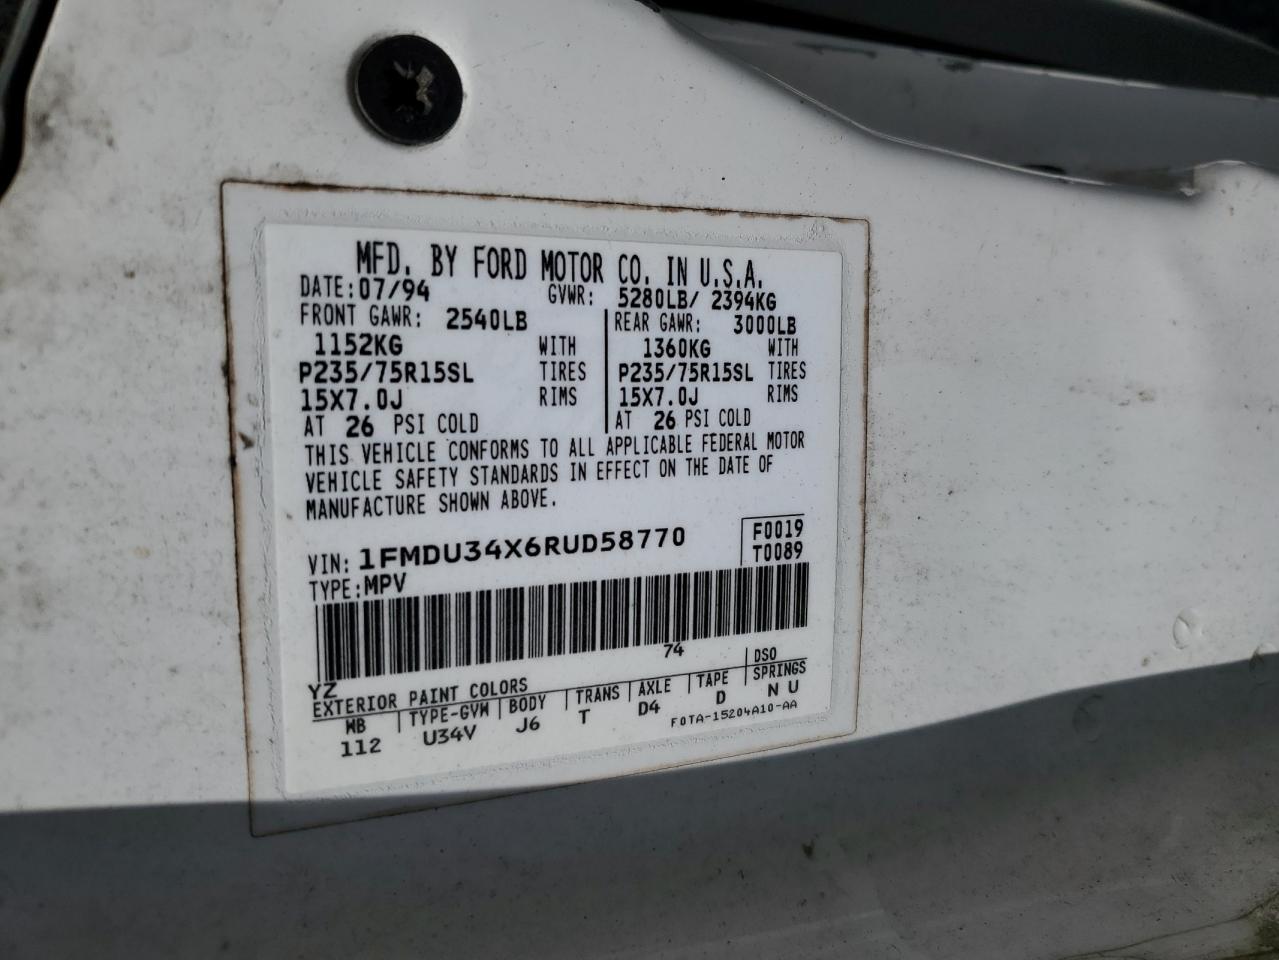 MFD. BY FORD MOTOR CO. IN U.S.A.
DATE: 07/94 GVWR: 5280LB/ 2394KG
FRONT GAWR: 2540LB REAR GAWR: 3000LB
1152KG WITH 1360KG WITH
P235/75R15SL TIRES P235/75R15SL TIRES
15X7.0J RIMS 15X7.0J RIMS
AT 26 PSI COLD AT 26 PSI COLD
THIS VEHICLE CONFORMS TO ALL APPLICABLE FEDERAL MOTOR
VEHICLE SAFETY STANDARDS IN EFFECT ON THE DATE OF
MANUFACTURE SHOWN ABOVE.
VIN: 1FMDU34X6RUD58770 F0019
TYPE: MPV T0089
74
YZ DSO
EXTERIOR PAINT COLORS
WB TYPE-GVW BODY TRANS AXLE TAPE SPRINGS
112 U34V J6 T D4 D N U
F0TA-15204A10-AA